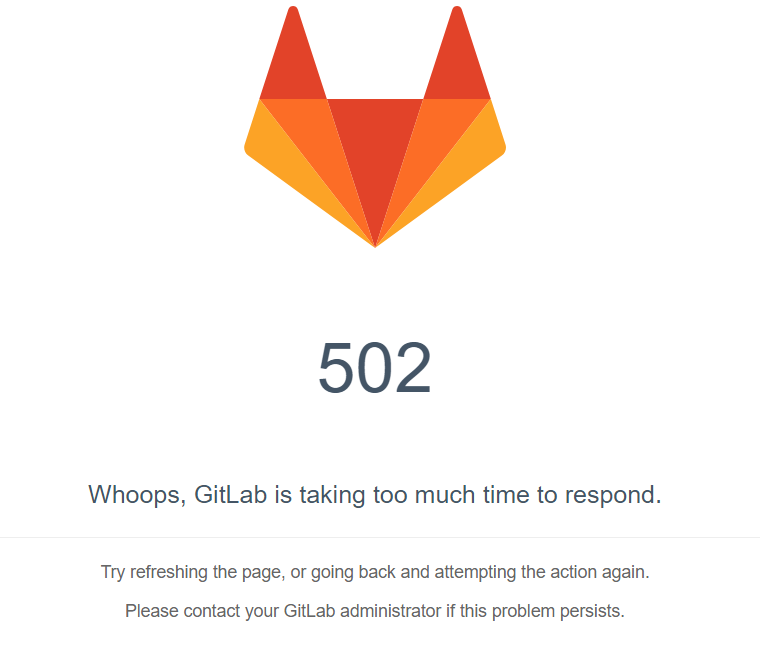 502
Whoops, GitLab is taking too much time to respond.
Try refreshing the page, or going back and attempting the action again.
Please contact your GitLab administrator if this problem persists.